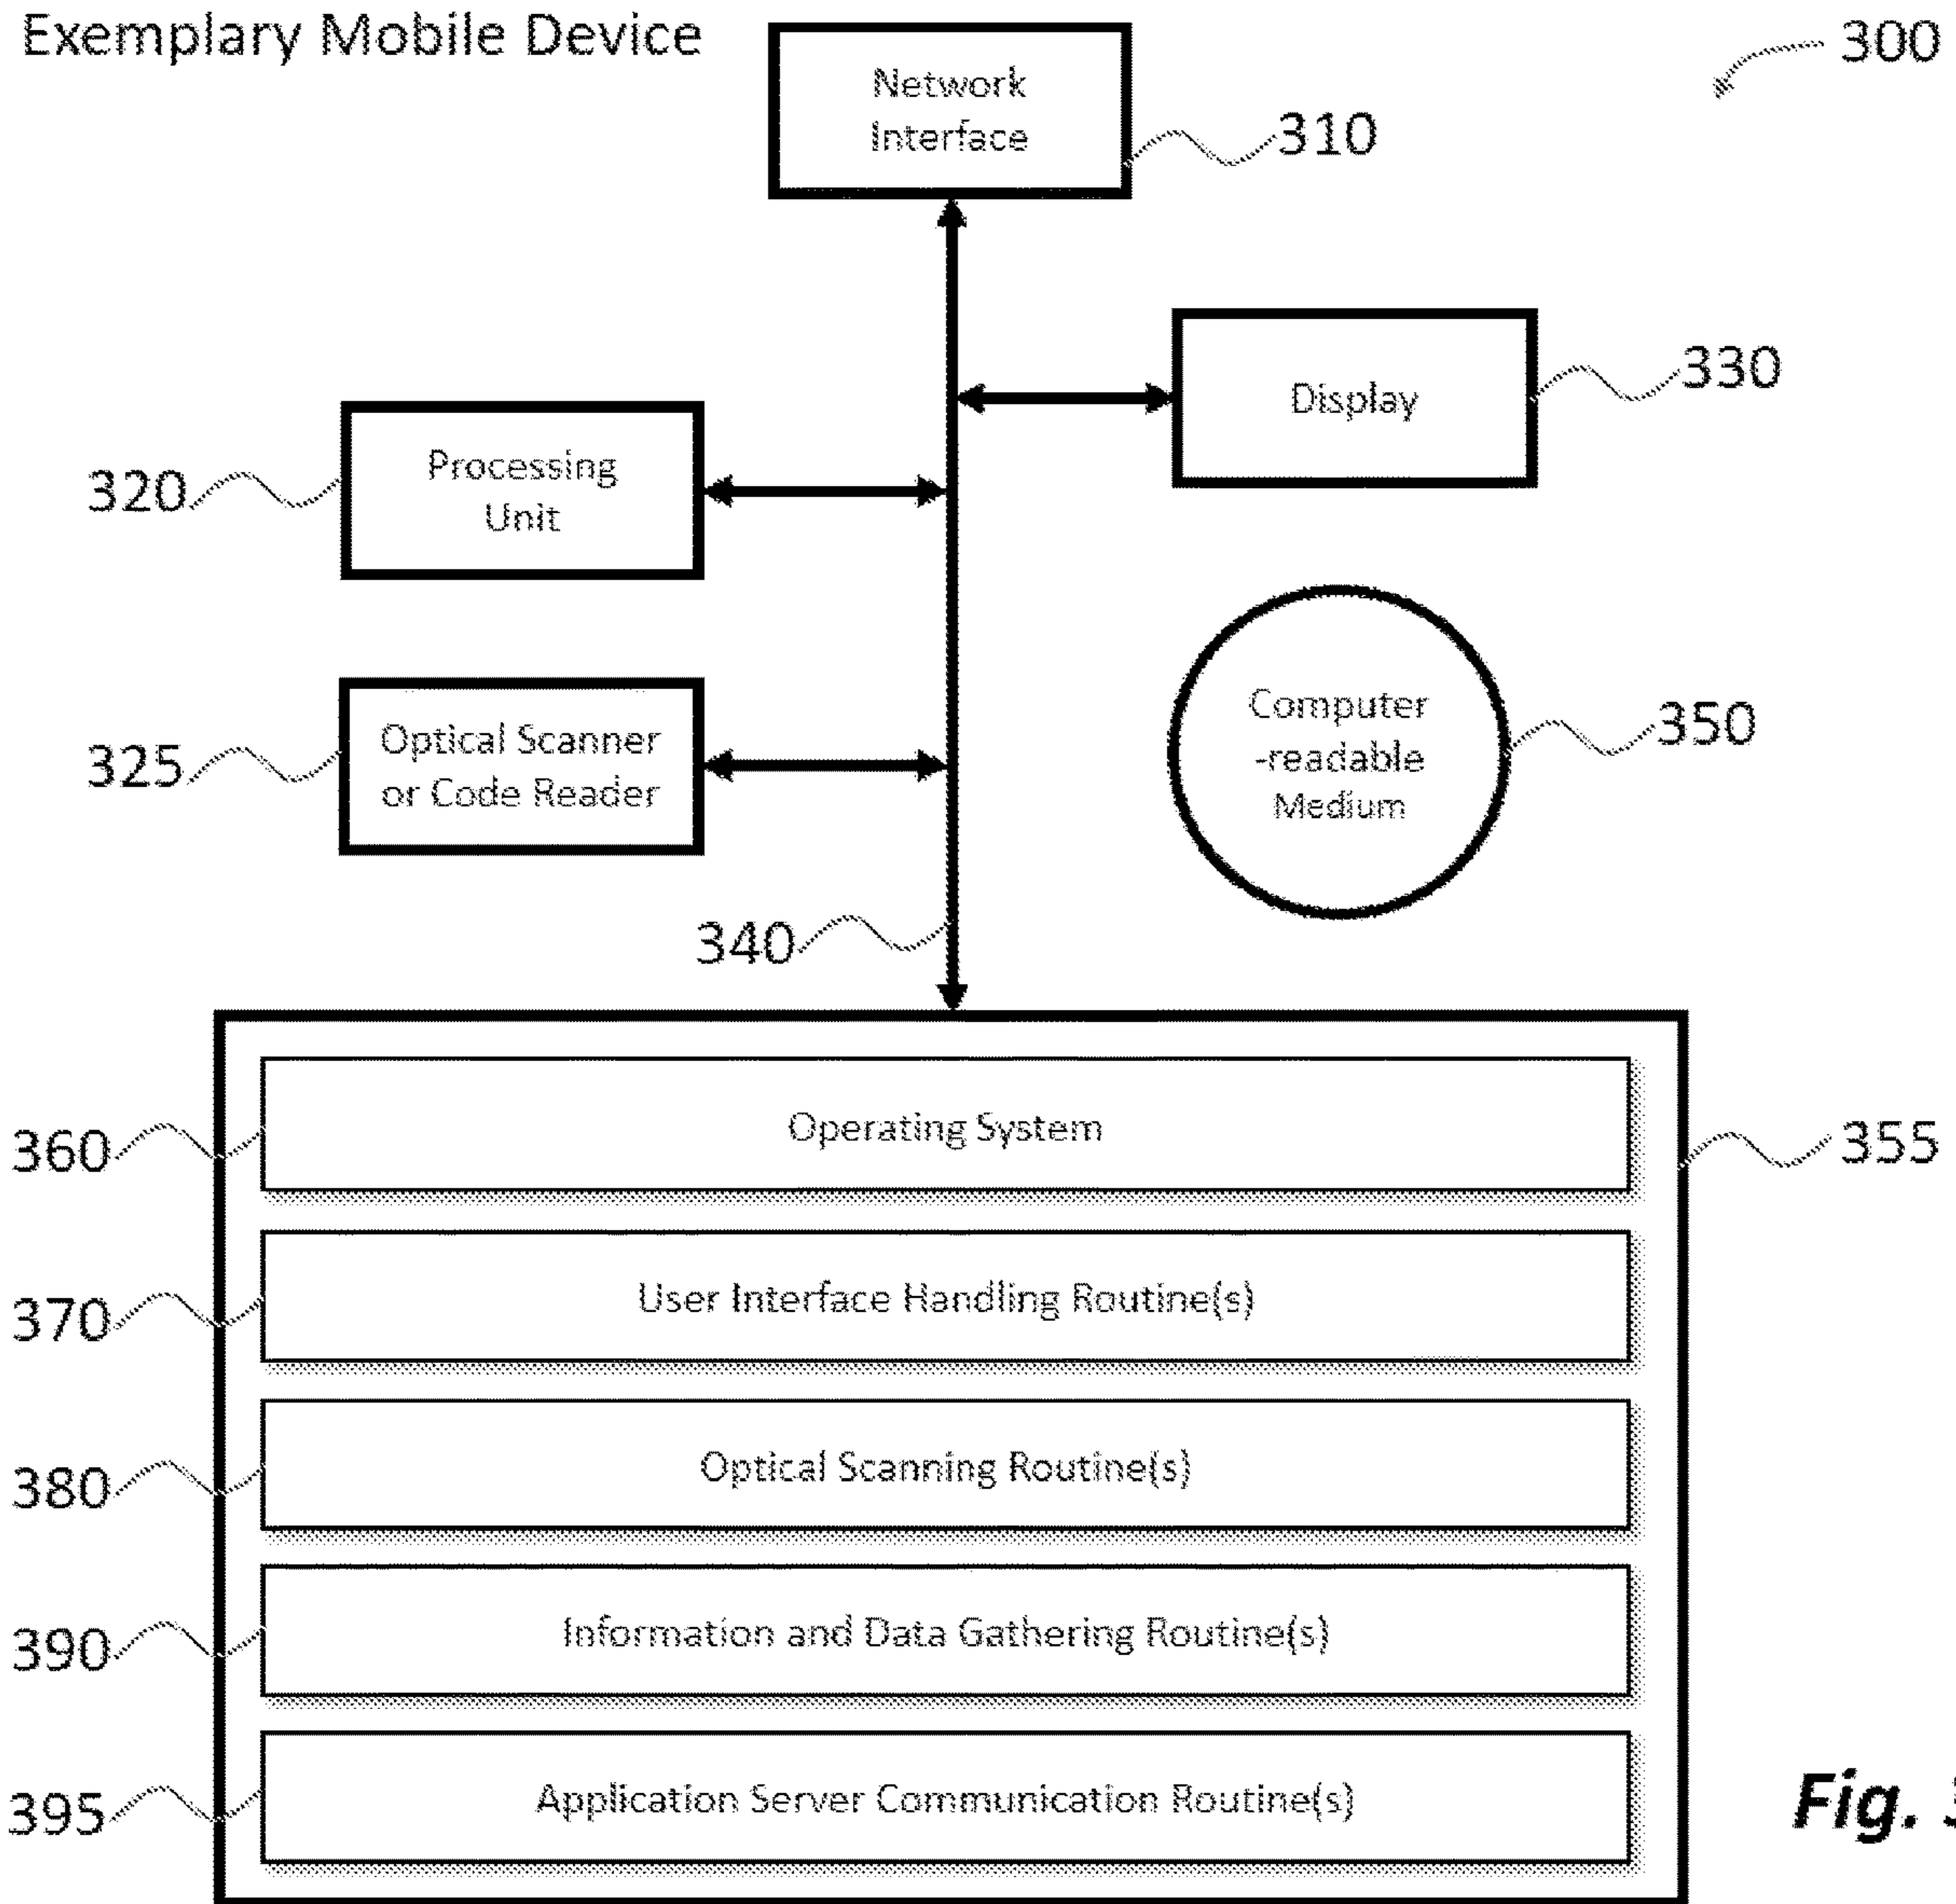 Exemplary Mobile Device
300
Network
Interface
310
Display
330
Processing
Unit
320
Optical Scanner
or Code Reader
325
Computer
-readable
Medium
350
340
355
Operating System
360
User Interface Handling Routine(s)
370
Optical Scanning Routine(s)
380
Information and Data Gathering Routine(s)
390
Application Server Communication Routine(s)
395
Fig.